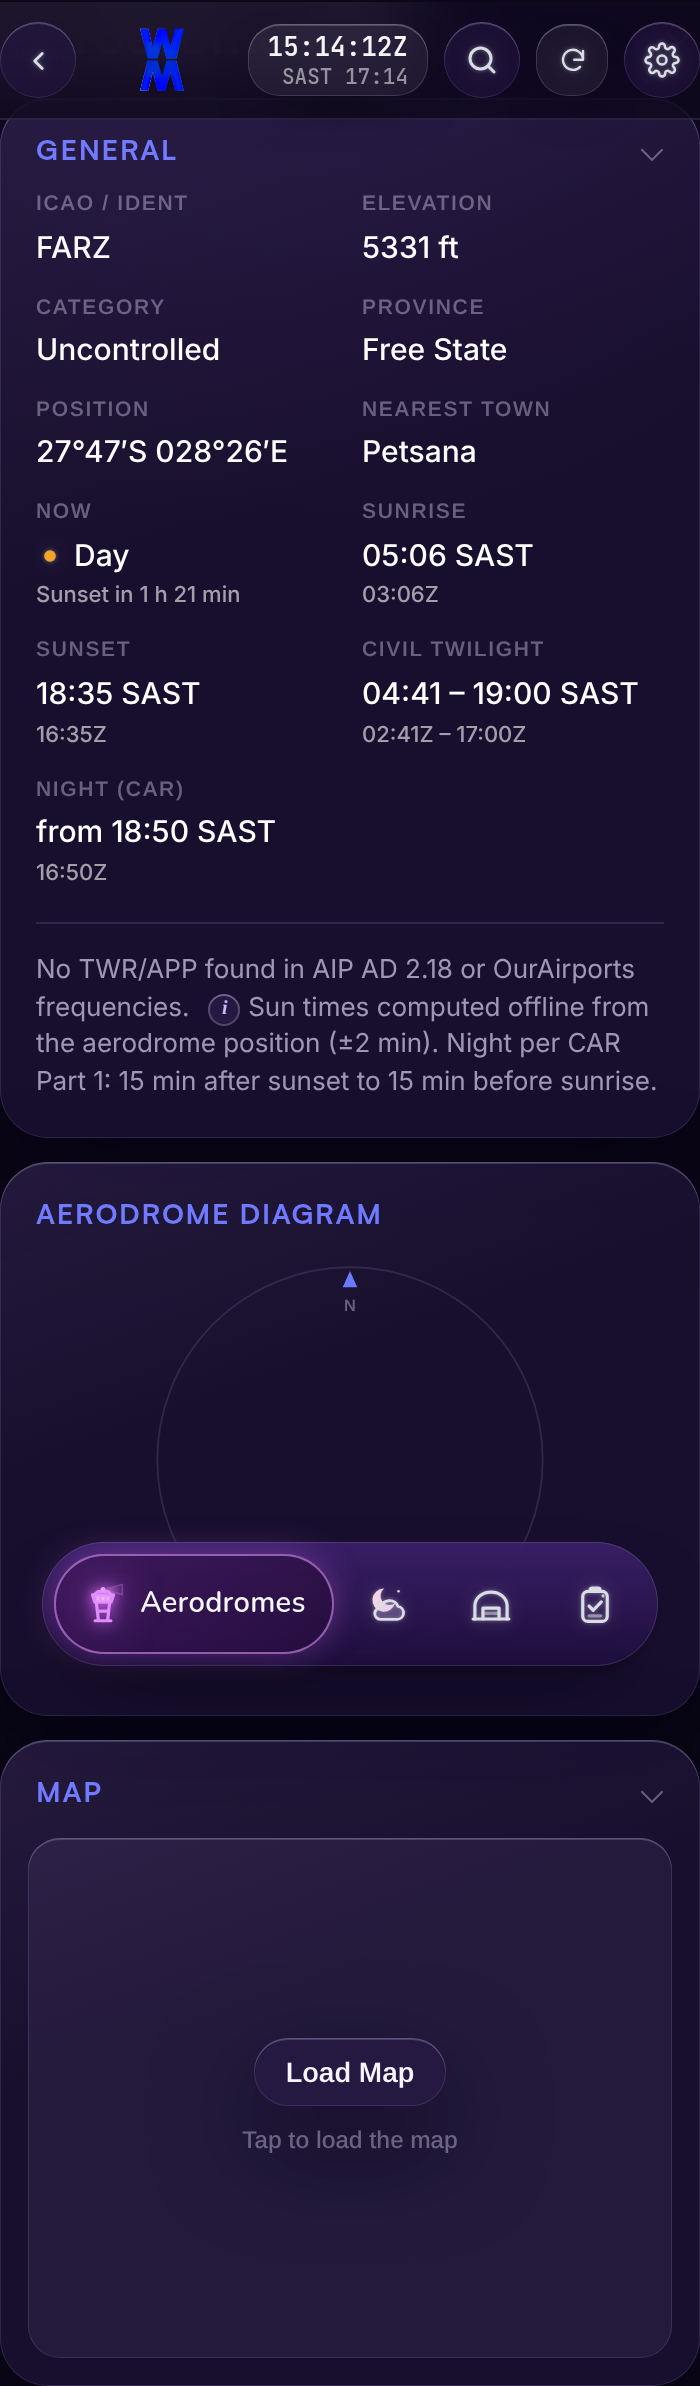 WM
15:14:12Z
SAST 17:14
GENERAL
ICAO / IDENT
FARZ
ELEVATION
5331 ft
CATEGORY
Uncontrolled
PROVINCE
Free State
POSITION
27°47′S 028°26′E
NEAREST TOWN
Petsana
NOW
Day
Sunset in 1 h 21 min
SUNRISE
05:06 SAST
03:06Z
SUNSET
18:35 SAST
16:35Z
CIVIL TWILIGHT
04:41 – 19:00 SAST
02:41Z – 17:00Z
NIGHT (CAR)
from 18:50 SAST
16:50Z
No TWR/APP found in AIP AD 2.18 or OurAirports
frequencies. i Sun times computed offline from
the aerodrome position (±2 min). Night per CAR
Part 1: 15 min after sunset to 15 min before sunrise.
AERODROME DIAGRAM
N
Aerodromes
MAP
Load Map
Tap to load the map